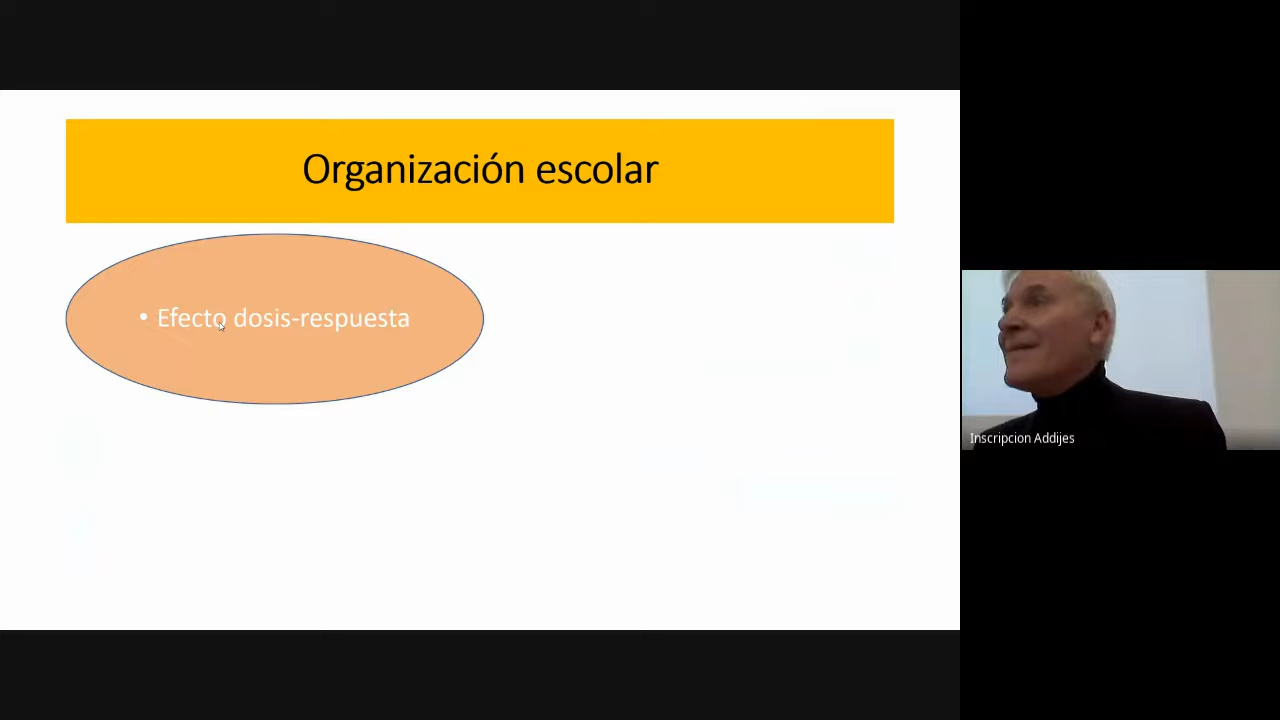 Organización escolar
• Efecto dosis-respuesta
Inscripcion Addijes